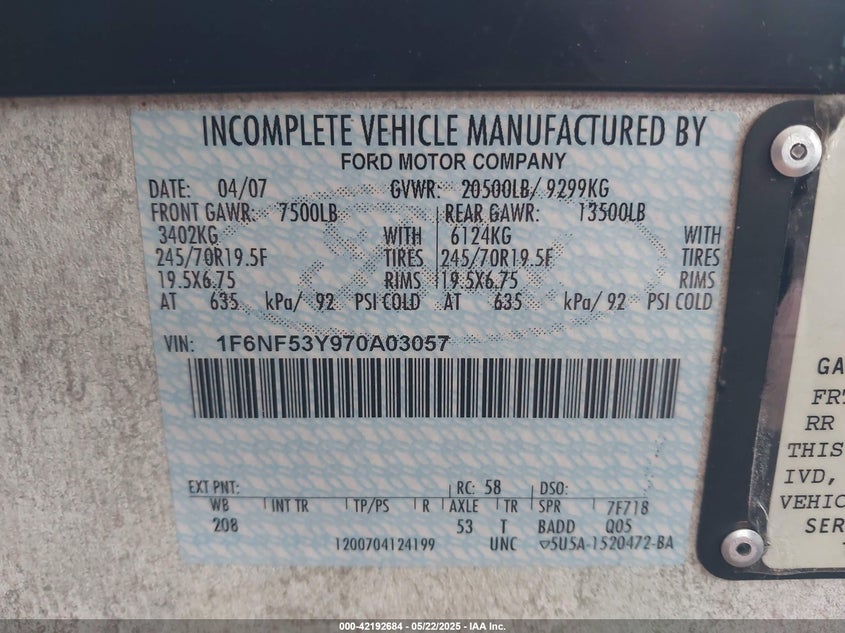 INCOMPLETE VEHICLE MANUFACTURED BY
FORD MOTOR COMPANY
DATE: 04/07 GVWR: 20500LB/ 9299KG
FRONT GAWR: 7500LB REAR GAWR: 13500LB
3402KG WITH 6124KG WITH
245/70R19.5F TIRES 245/70R19.5F TIRES
19.5X6.75 RIMS 19.5X6.75 RIMS
AT 635 kPa/ 92 PSI COLD AT 635 kPa/ 92 PSI COLD
VIN: 1F6NF53Y970A03057
EXT PNT: RC: 58 DSO:
WB INT TR TP/PS R AXLE TR SPR 7F718
208 53 T BADD Q05
1200704124199 UNC 5U5A-1520472-BA
GA
FRT
RR
THIS
IVD,
VEHIC
SER
000-42192684 - 05/22/2025 - IAA Inc.